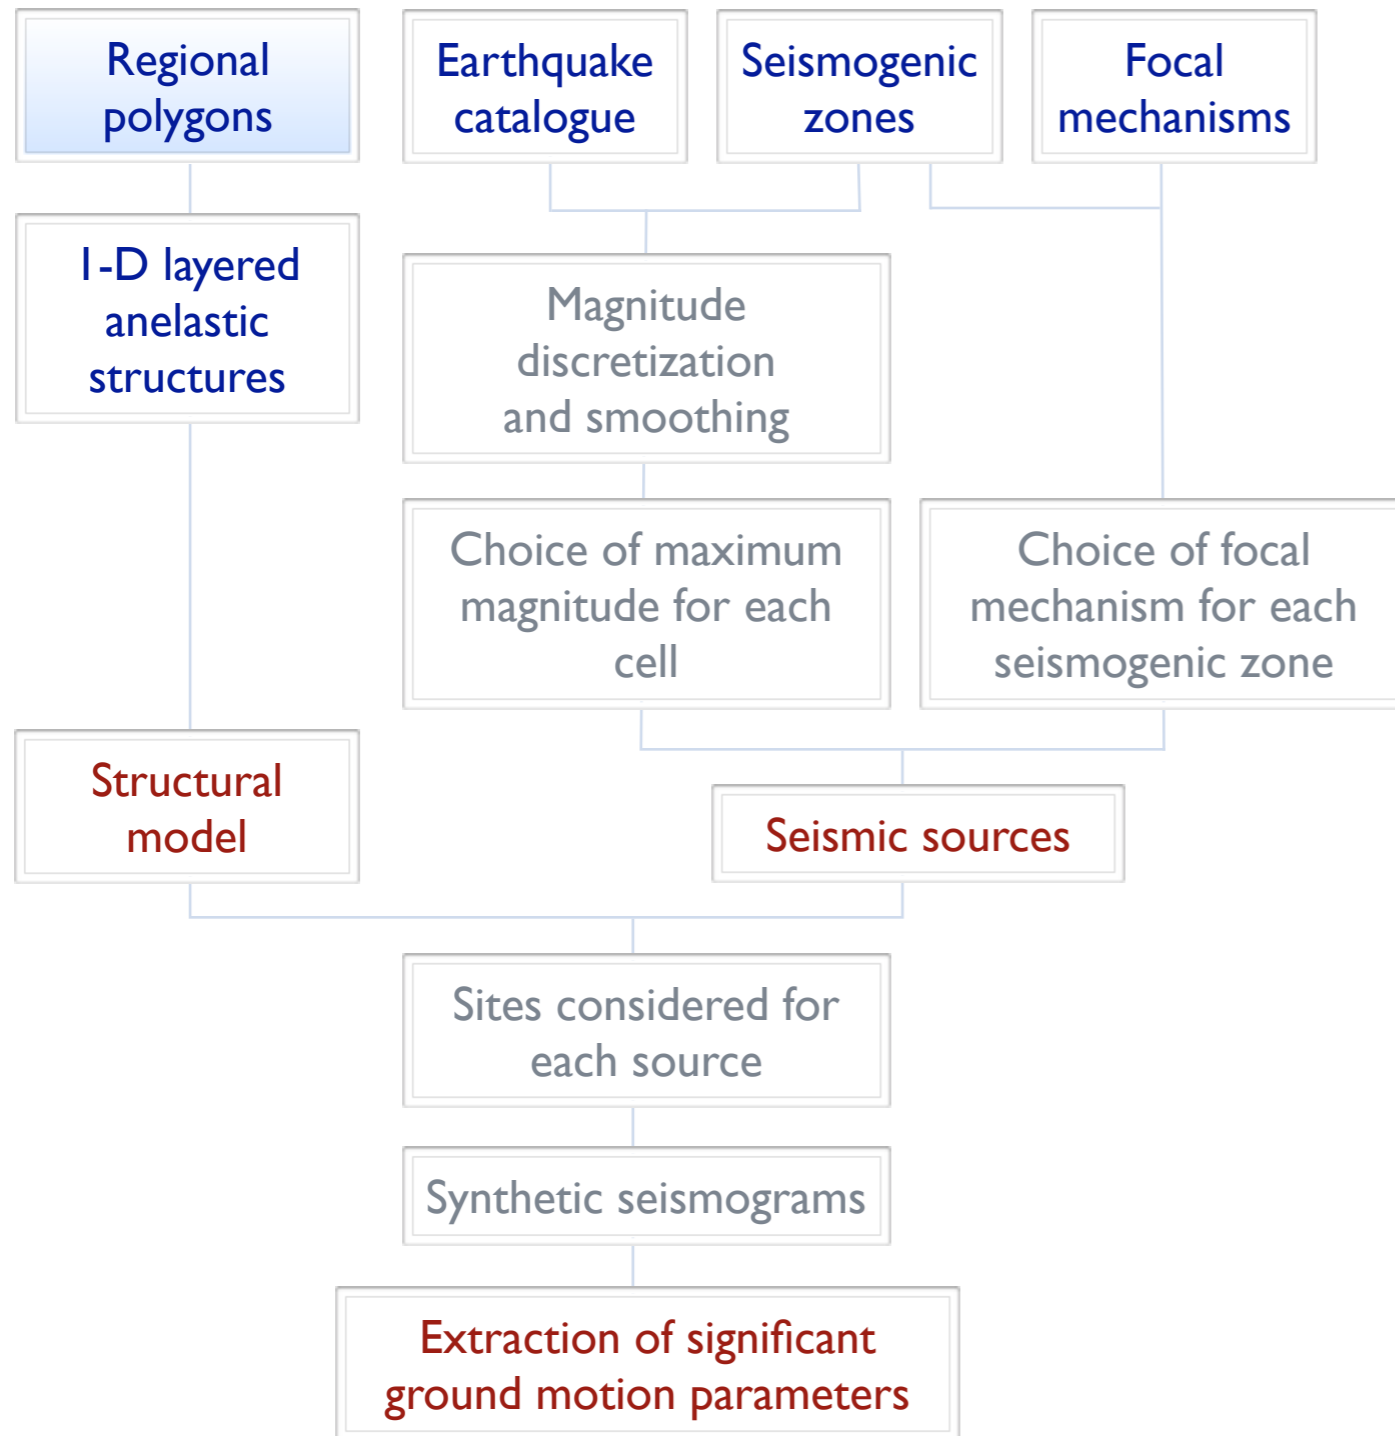 Regional
polygons
Earthquake
catalogue
Seismogenic
zones
Focal
mechanisms
1-D layered
anelastic
structures
Magnitude
discretization
and smoothing
Choice of maximum
magnitude for each
cell
Choice of focal
mechanism for each
seismogenic zone
Structural
model
Seismic sources
Sites considered for
each source
Synthetic seismograms
Extraction of significant
ground motion parameters